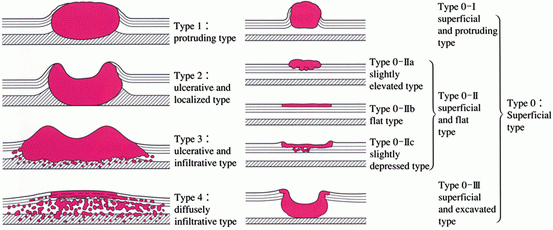 Type 1：
protruding type
Type 2：
ulcerative and
localized type
Type 3：
ulcerative and
infiltrative type
Type 4：
diffusely
infiltrative type
Type 0-I
superficial
and protruding
type
Type 0-IIa
slightly
elevated type
Type 0-IIb
flat type
Type 0-IIc
slightly
depressed type
Type 0-II
superficial
and flat
type
Type 0-III
superficial
and excavated
type
Type 0：
Superficial
type